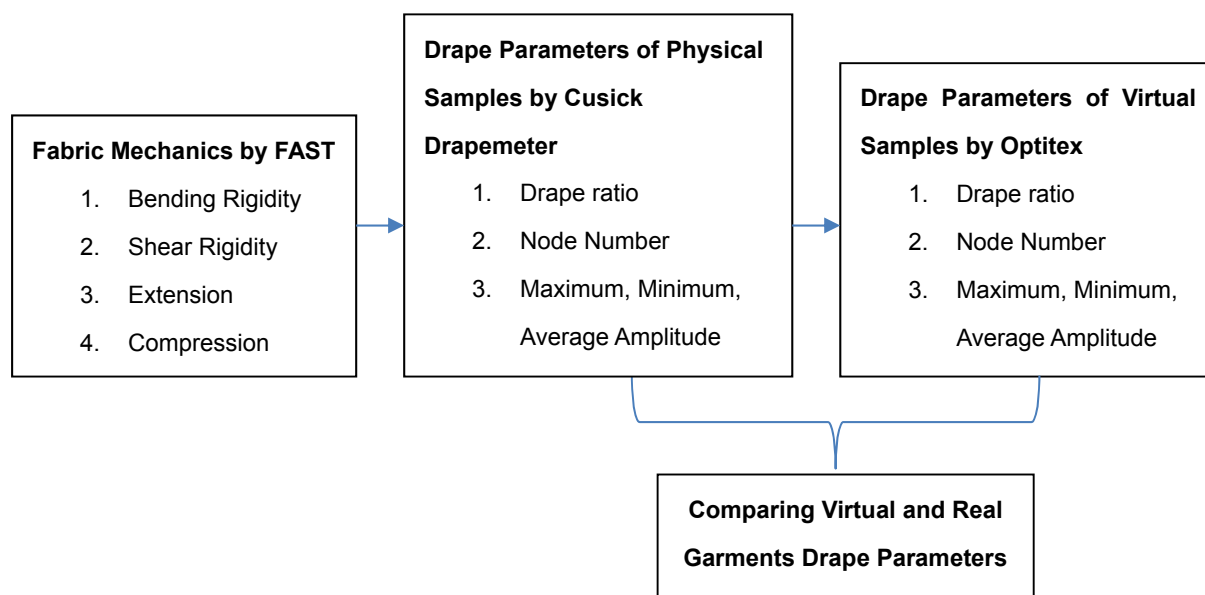 Fabric Mechanics by FAST
1. Bending Rigidity
2. Shear Rigidity
3. Extension
4. Compression
Drape Parameters of Physical
Samples by Cusick
Drapemeter
1. Drape ratio
2. Node Number
3. Maximum, Minimum,
Average Amplitude
Drape Parameters of Virtual
Samples by Optitex
1. Drape ratio
2. Node Number
3. Maximum, Minimum,
Average Amplitude
Comparing Virtual and Real
Garments Drape Parameters